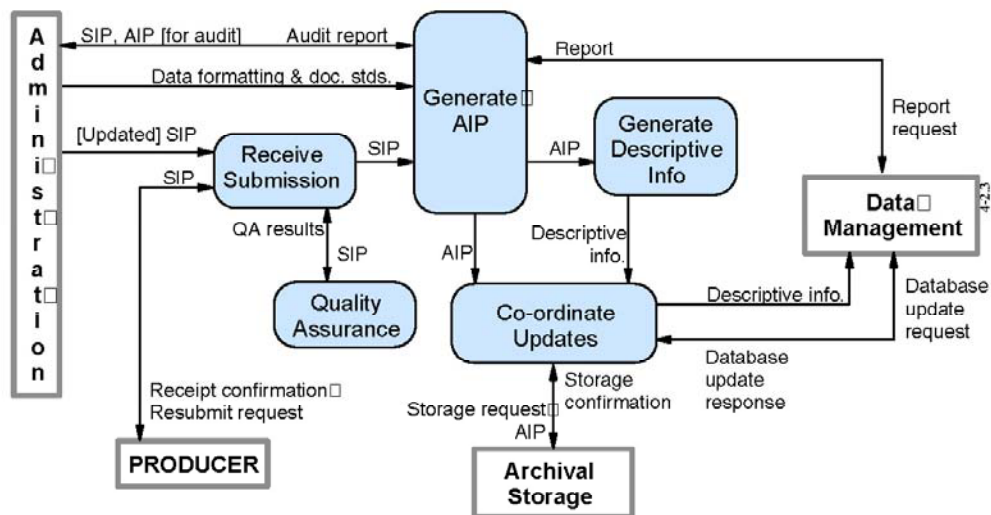 Administration
SIP, AIP [for audit]
Audit report
Data formatting & doc. stds.
[Updated] SIP
SIP
Receive
Submission
SIP
Generate
AIP
AIP
Generate
Descriptive
Info
Report
Report
request
4-2.3
Data
Management
QA results
SIP
Quality
Assurance
AIP
Descriptive
info.
Co-ordinate
Updates
Descriptive info.
Database
update
request
Database
update
response
Receipt confirmation
Resubmit request
Storage request
AIP
Storage
confirmation
PRODUCER
Archival
Storage